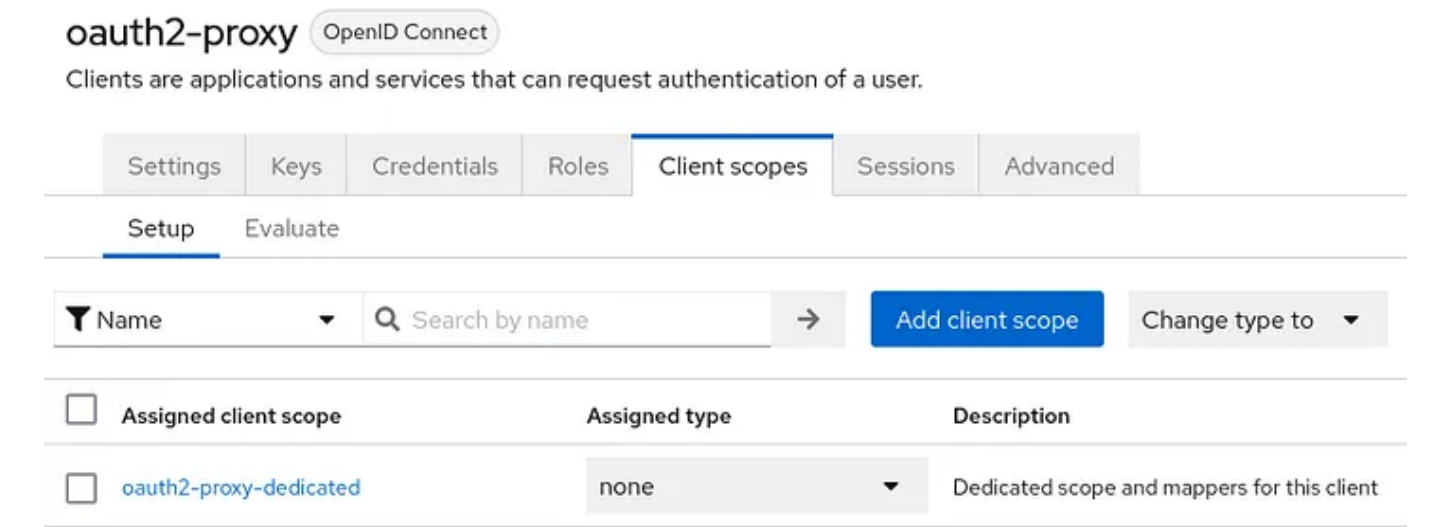 oauth2-proxy OpenID Connect
Clients are applications and services that can request authentication of a user.
Settings Keys Credentials Roles Client scopes Sessions Advanced
Setup Evaluate
Name Search by name Add client scope Change type to
Assigned client scope Assigned type Description
oauth2-proxy-dedicated none Dedicated scope and mappers for this client